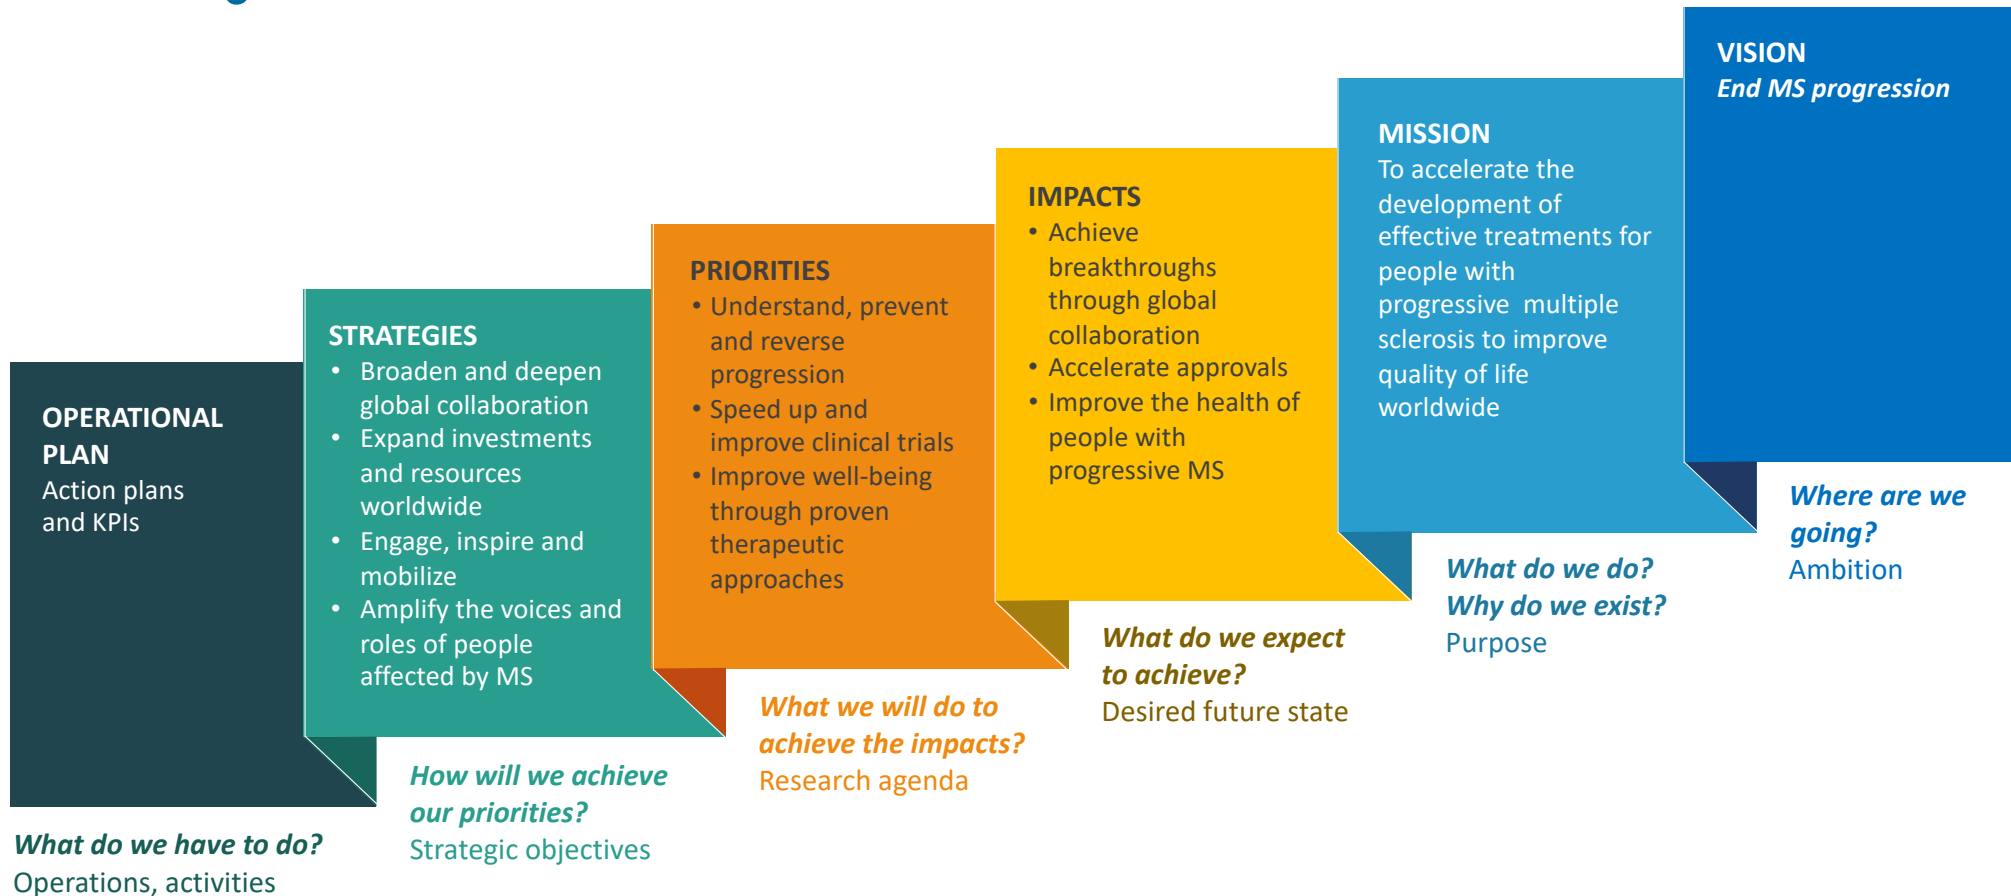 OPERATIONAL
PLAN
Action plans
and KPIs
What do we have to do?
Operations, activities
STRATEGIES
• Broaden and deepen
global collaboration
• Expand investments
and resources
worldwide
• Engage, inspire and
mobilize
• Amplify the voices and
roles of people
affected by MS
How will we achieve
our priorities?
Strategic objectives
PRIORITIES
• Understand, prevent
and reverse
progression
• Speed up and
improve clinical trials
• Improve well-being
through proven
therapeutic
approaches
What we will do to
achieve the impacts?
Research agenda
IMPACTS
• Achieve
breakthroughs
through global
collaboration
• Accelerate approvals
• Improve the health of
people with
progressive MS
What do we expect
to achieve?
Desired future state
MISSION
To accelerate the
development of
effective treatments for
people with
progressive  multiple
sclerosis to improve
quality of life
worldwide
What do we do?
Why do we exist?
Purpose
VISION
End MS progression
Where are we
going?
Ambition